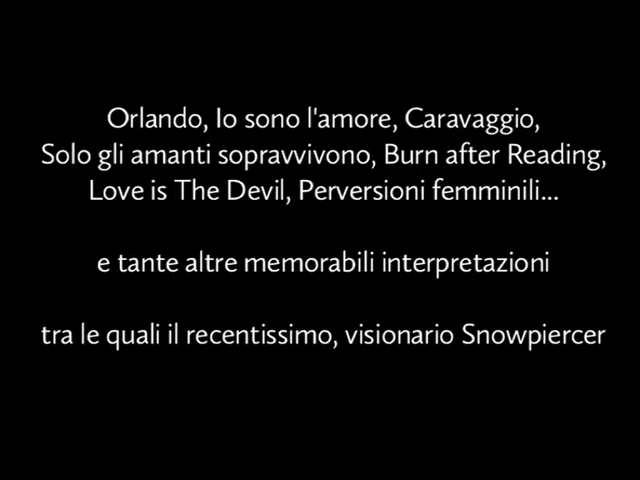 Orlando, Io sono l'amore, Caravaggio,
Solo gli amanti sopravvivono, Burn after Reading,
Love is The Devil, Perversioni femminili...
e tante altre memorabili interpretazioni
tra le quali il recentissimo, visionario Snowpiercer